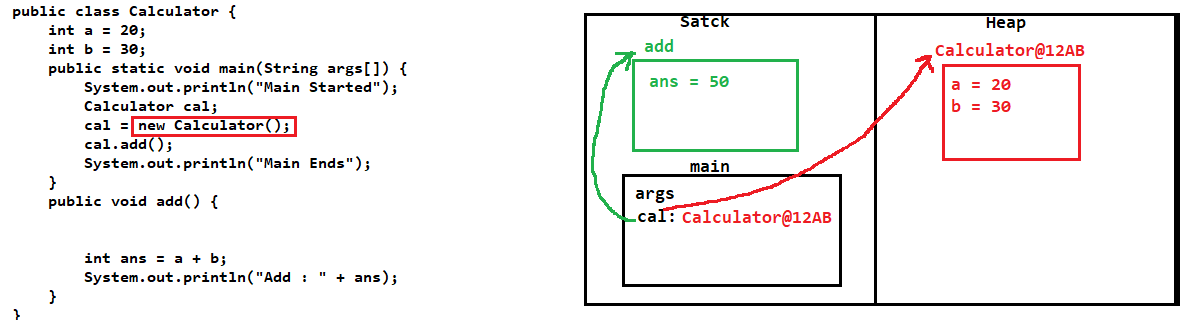 public class Calculator {
int a = 20;
int b = 30;
public static void main(String args[]) {
System.out.println("Main Started");
Calculator cal;
cal = new Calculator();
cal.add();
System.out.println("Main Ends");
}
public void add() {
int ans = a + b;
System.out.println("Add : " + ans);
}
}
Satck
add
ans = 50
main
args
cal: Calculator@12AB
Heap
Calculator@12AB
a = 20
b = 30